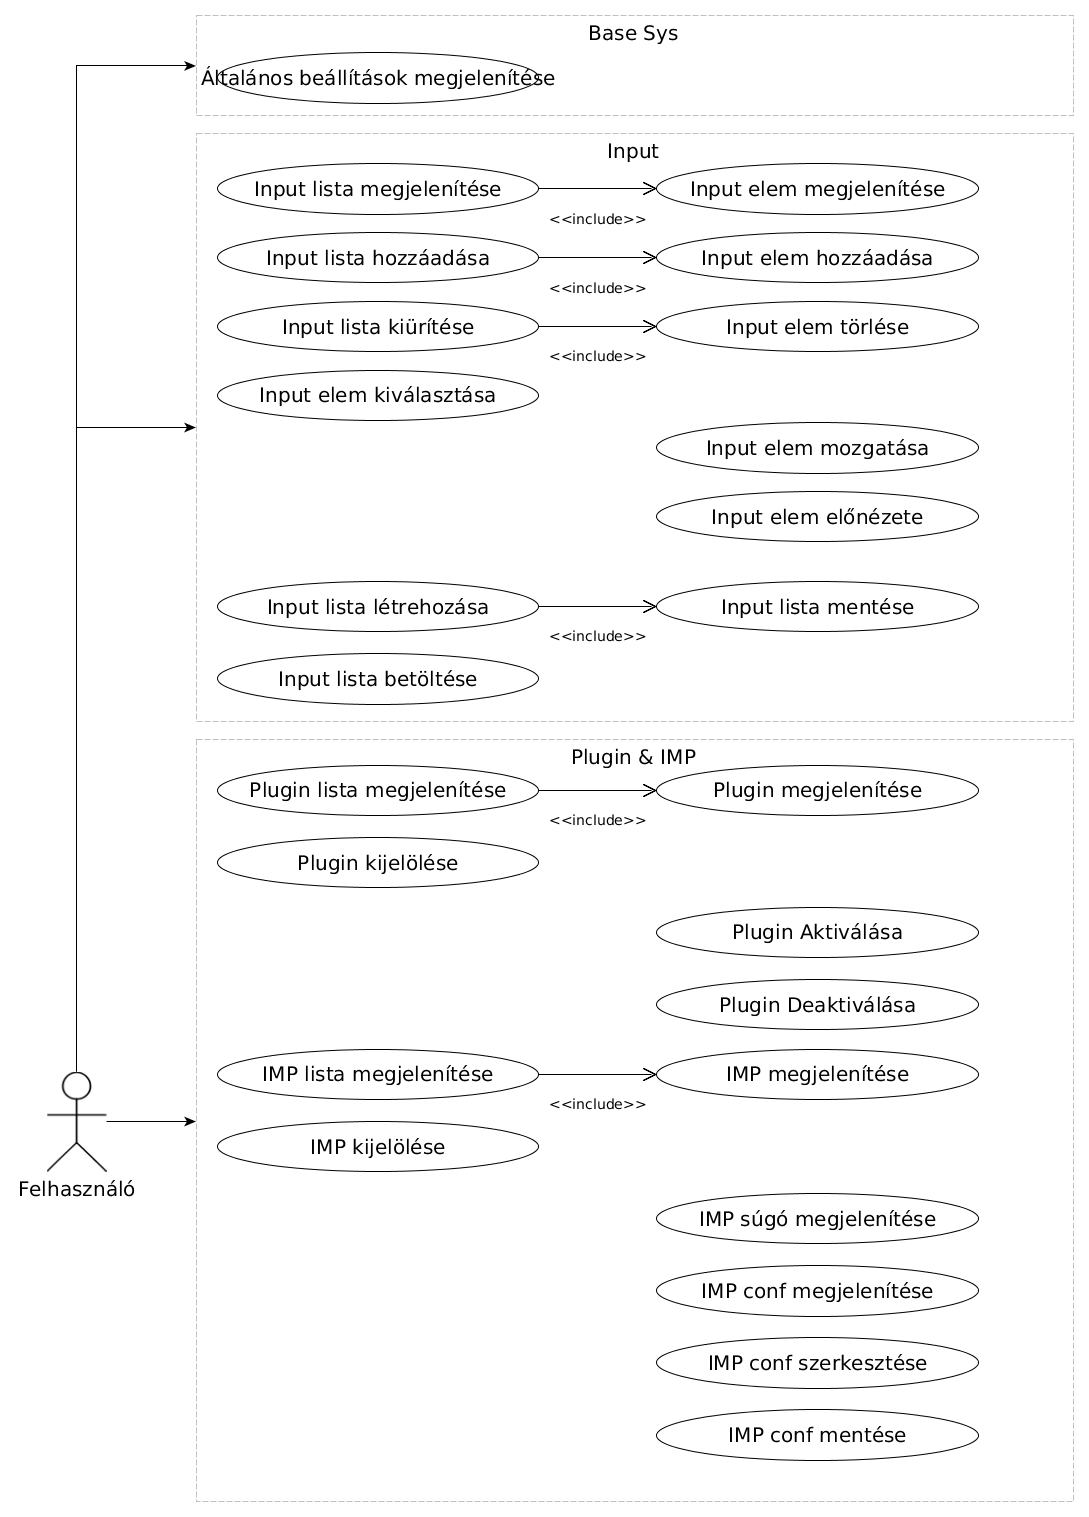 Base Sys
Általános beállítások megjelenítése
Input
Input lista megjelenítése
Input elem megjelenítése
<<include>>
Input lista hozzáadása
Input elem hozzáadása
<<include>>
Input lista kiürítése
Input elem törlése
<<include>>
Input elem kiválasztása
Input elem mozgatása
Input elem előnézete
Input lista létrehozása
Input lista mentése
<<include>>
Input lista betöltése
Plugin & IMP
Plugin lista megjelenítése
Plugin megjelenítése
<<include>>
Plugin kijelölése
Plugin Aktiválása
Plugin Deaktiválása
IMP lista megjelenítése
IMP megjelenítése
<<include>>
IMP kijelölése
Felhasználó
IMP súgó megjelenítése
IMP conf megjelenítése
IMP conf szerkesztése
IMP conf mentése